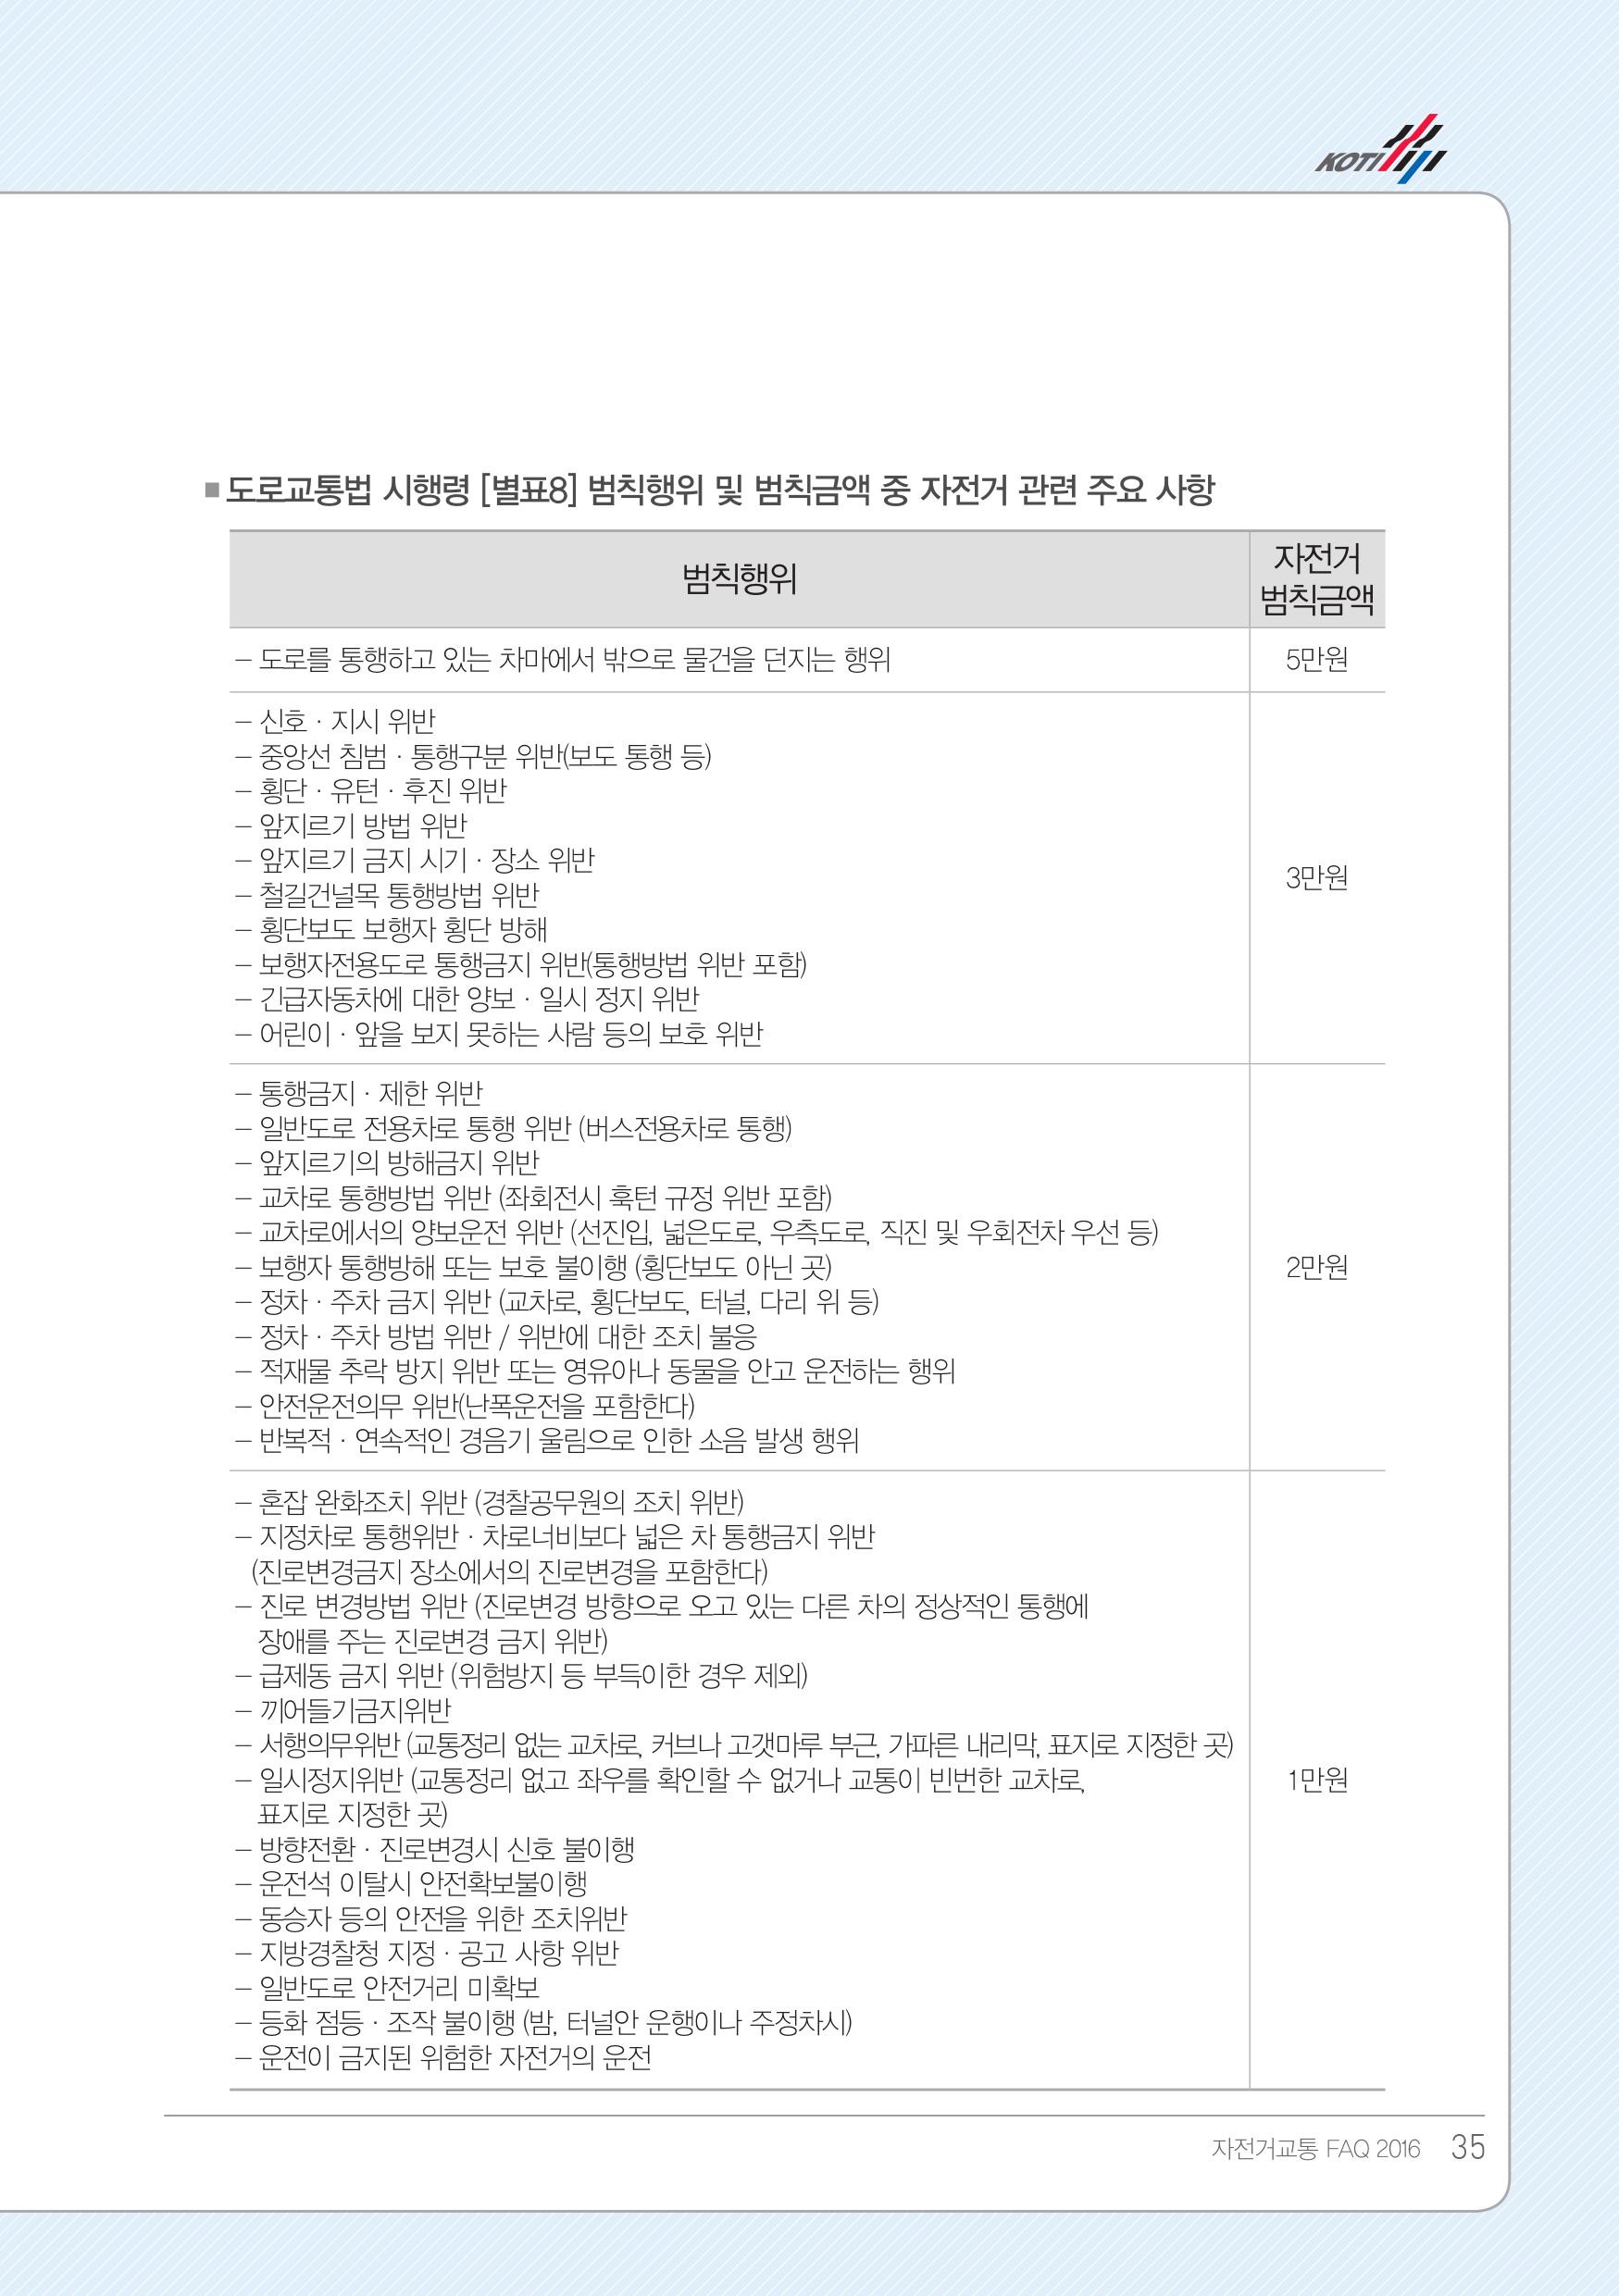 KOTI
■ 도로교통법 시행령 [별표8] 범칙행위 및 범칙금액 중 자전거 관련 주요 사항
범칙행위
자전거
범칙금액
– 도로를 통행하고 있는 차마에서 밖으로 물건을 던지는 행위
5만원
– 신호 · 지시 위반
– 중앙선 침범 · 통행구분 위반(보도 통행 등)
– 횡단 · 유턴 · 후진 위반
– 앞지르기 방법 위반
– 앞지르기 금지 시기 · 장소 위반
– 철길건널목 통행방법 위반
– 횡단보도 보행자 횡단 방해
– 보행자전용도로 통행금지 위반(통행방법 위반 포함)
– 긴급자동차에 대한 양보 · 일시 정지 위반
– 어린이 · 앞을 보지 못하는 사람 등의 보호 위반
3만원
– 통행금지 · 제한 위반
– 일반도로 전용차로 통행 위반 (버스전용차로 통행)
– 앞지르기의 방해금지 위반
– 교차로 통행방법 위반 (좌회전시 훅턴 규정 위반 포함)
– 교차로에서의 양보운전 위반 (선진입, 넓은도로, 우측도로, 직진 및 우회전차 우선 등)
– 보행자 통행방해 또는 보호 불이행 (횡단보도 아닌 곳)
– 정차 · 주차 금지 위반 (교차로, 횡단보도, 터널, 다리 위 등)
– 정차 · 주차 방법 위반 / 위반에 대한 조치 불응
– 적재물 추락 방지 위반 또는 영유아나 동물을 안고 운전하는 행위
– 안전운전의무 위반(난폭운전을 포함한다)
– 반복적 · 연속적인 경음기 울림으로 인한 소음 발생 행위
2만원
– 혼잡 완화조치 위반 (경찰공무원의 조치 위반)
– 지정차로 통행위반 · 차로너비보다 넓은 차 통행금지 위반
(진로변경금지 장소에서의 진로변경을 포함한다)
– 진로 변경방법 위반 (진로변경 방향으로 오고 있는 다른 차의 정상적인 통행에
장애를 주는 진로변경 금지 위반)
– 급제동 금지 위반 (위험방지 등 부득이한 경우 제외)
– 끼어들기금지위반
– 서행의무위반 (교통정리 없는 교차로, 커브나 고갯마루 부근, 가파른 내리막, 표지로 지정한 곳)
– 일시정지위반 (교통정리 없고 좌우를 확인할 수 없거나 교통이 빈번한 교차로,
표지로 지정한 곳)
– 방향전환 · 진로변경시 신호 불이행
– 운전석 이탈시 안전확보불이행
– 동승자 등의 안전을 위한 조치위반
– 지방경찰청 지정 · 공고 사항 위반
– 일반도로 안전거리 미확보
– 등화 점등 · 조작 불이행 (밤, 터널안 운행이나 주정차시)
– 운전이 금지된 위험한 자전거의 운전
1만원
자전거교통 FAQ 2016 35